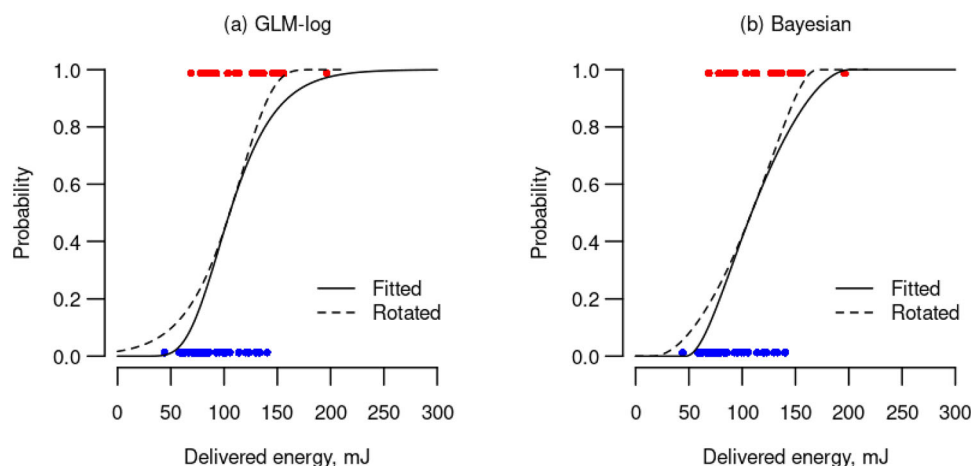 (a) GLM-log
1.0
0.8
0.6
0.4
0.2
0.0
Probability
Fitted
Rotated
0 50 100 150 200 250 300
Delivered energy, mJ
(b) Bayesian
1.0
0.8
0.6
0.4
0.2
0.0
Probability
Fitted
Rotated
0 50 100 150 200 250 300
Delivered energy, mJ